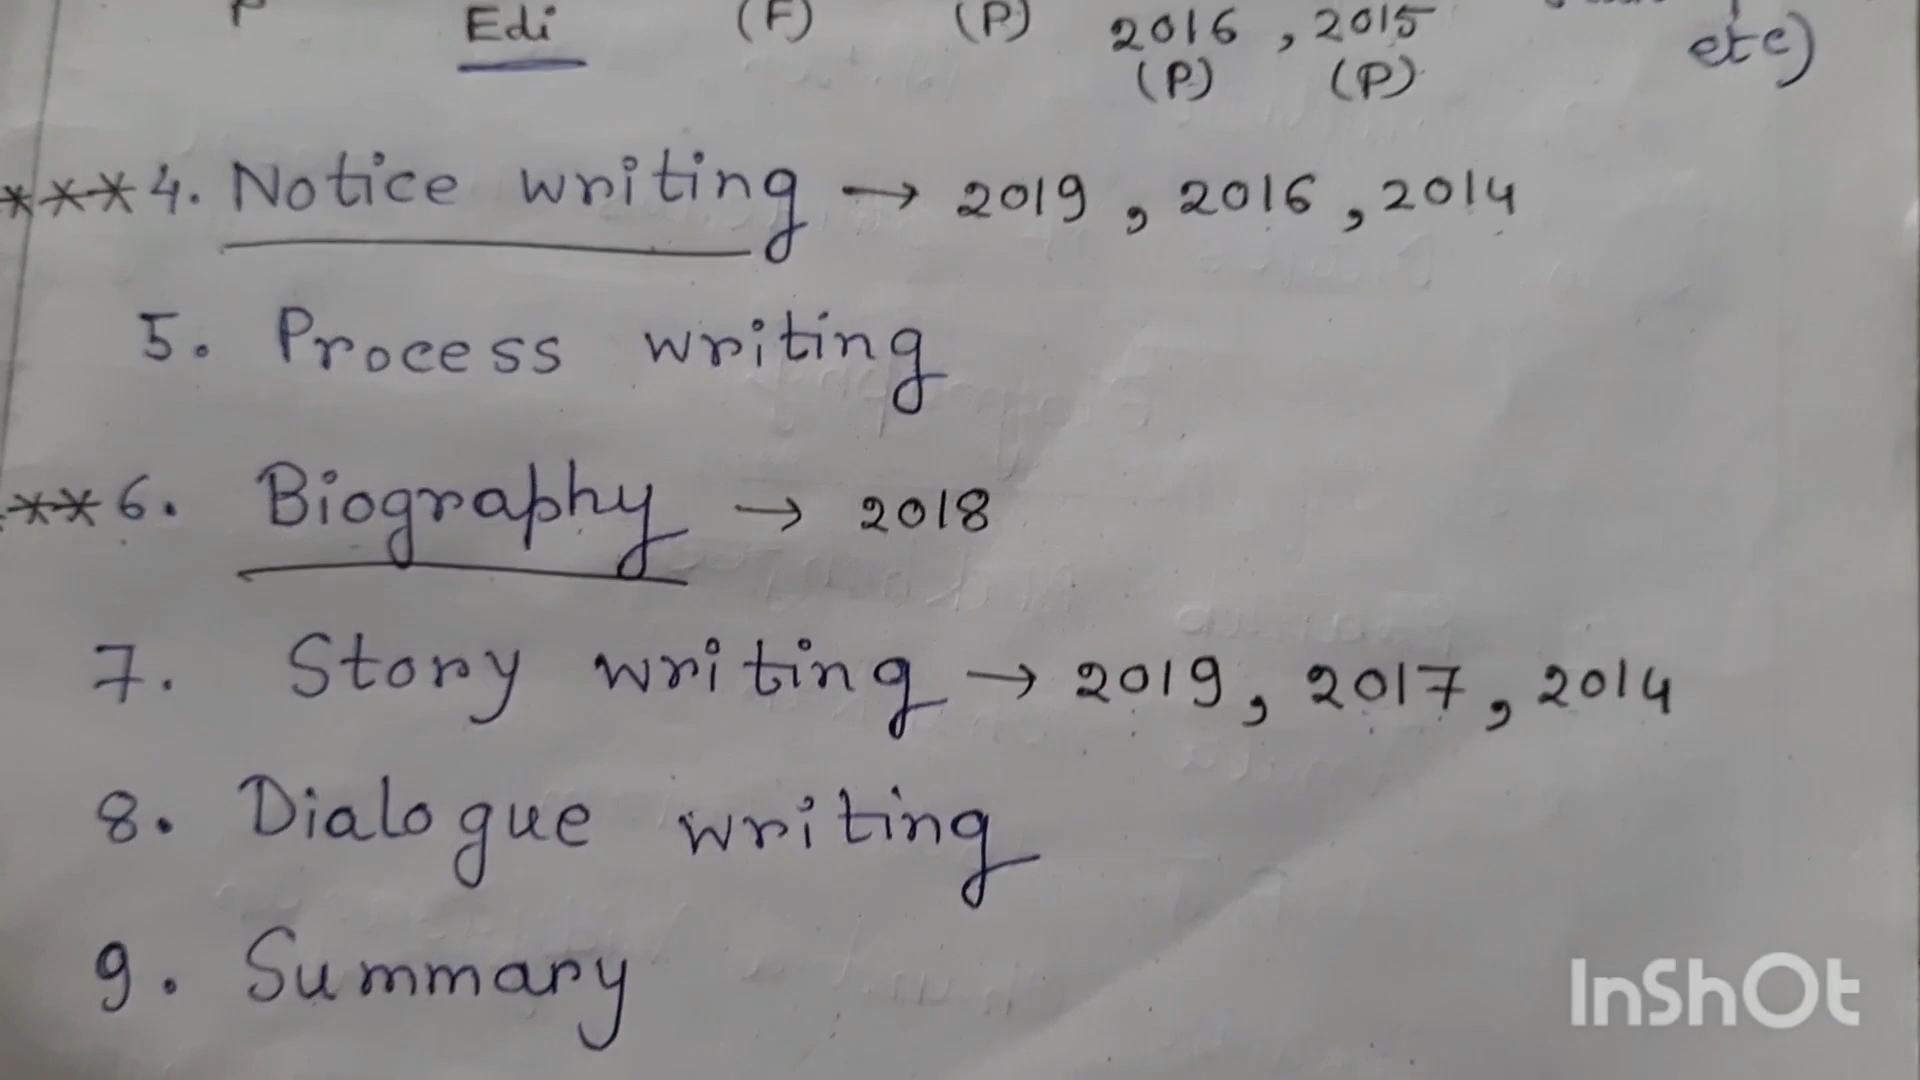 Edi (F) (P) 2016, 2015 etc)
(P) (P)
***4. Notice writing → 2019, 2016, 2014
5. Process writing
**6. Biography → 2018
7. Story writing → 2019, 2017, 2014
8. Dialogue writing
9. Summary
InShOt